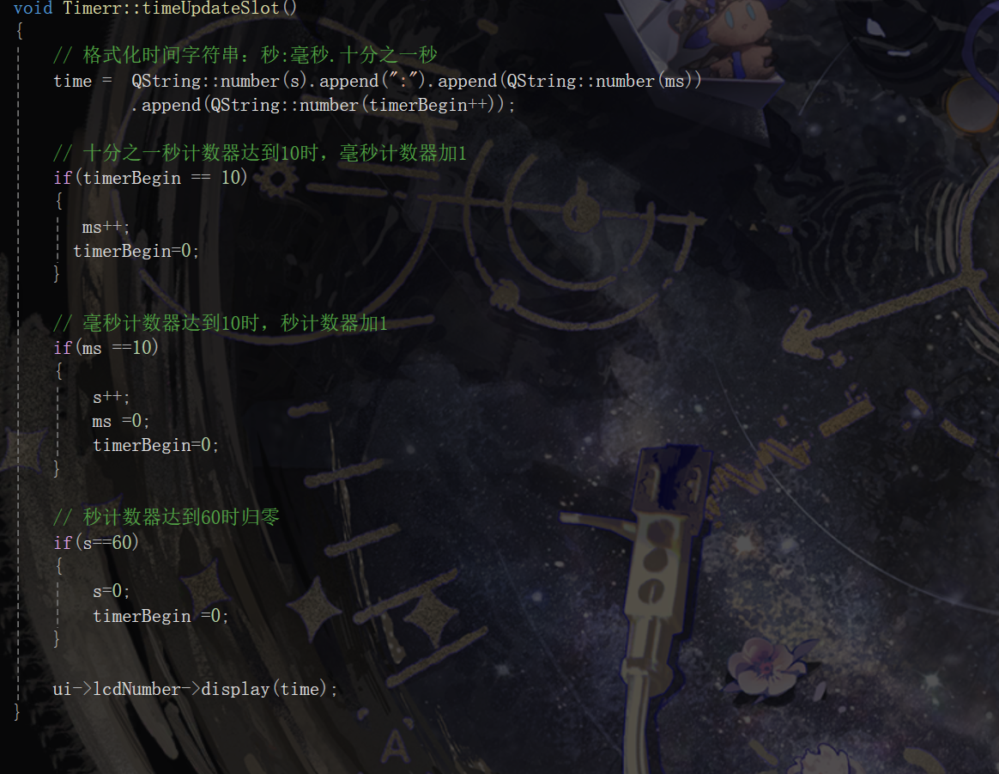 void Timerr::timeUpdateSlot()
{
// 格式化时间字符串：秒:毫秒.十分之一秒
time =  QString::number(s).append(":").append(QString::number(ms))
.append(QString::number(timerBegin++));
// 十分之一秒计数器达到10时，毫秒计数器加1
if(timerBegin == 10)
{
ms++;
timerBegin=0;
}
// 毫秒计数器达到10时，秒计数器加1
if(ms ==10)
{
s++;
ms =0;
timerBegin=0;
}
// 秒计数器达到60时归零
if(s==60)
{
s=0;
timerBegin =0;
}
ui->lcdNumber->display(time);
}
A